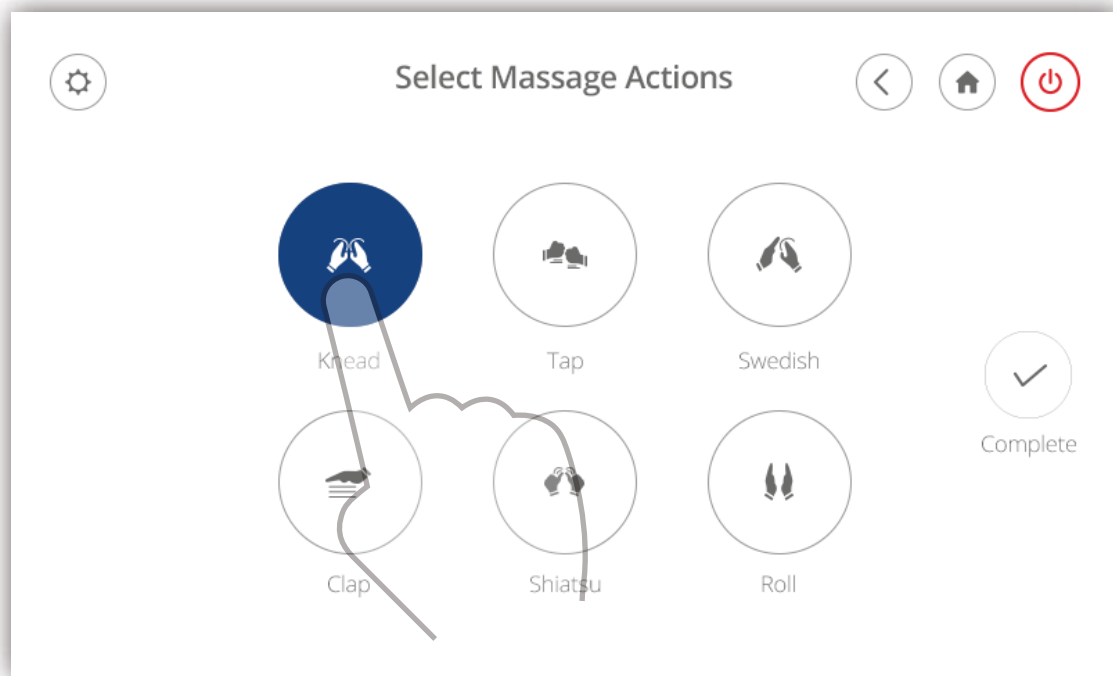 Select Massage Actions
Knead
Tap
Swedish
Complete
Clap
Shiatsu
Roll